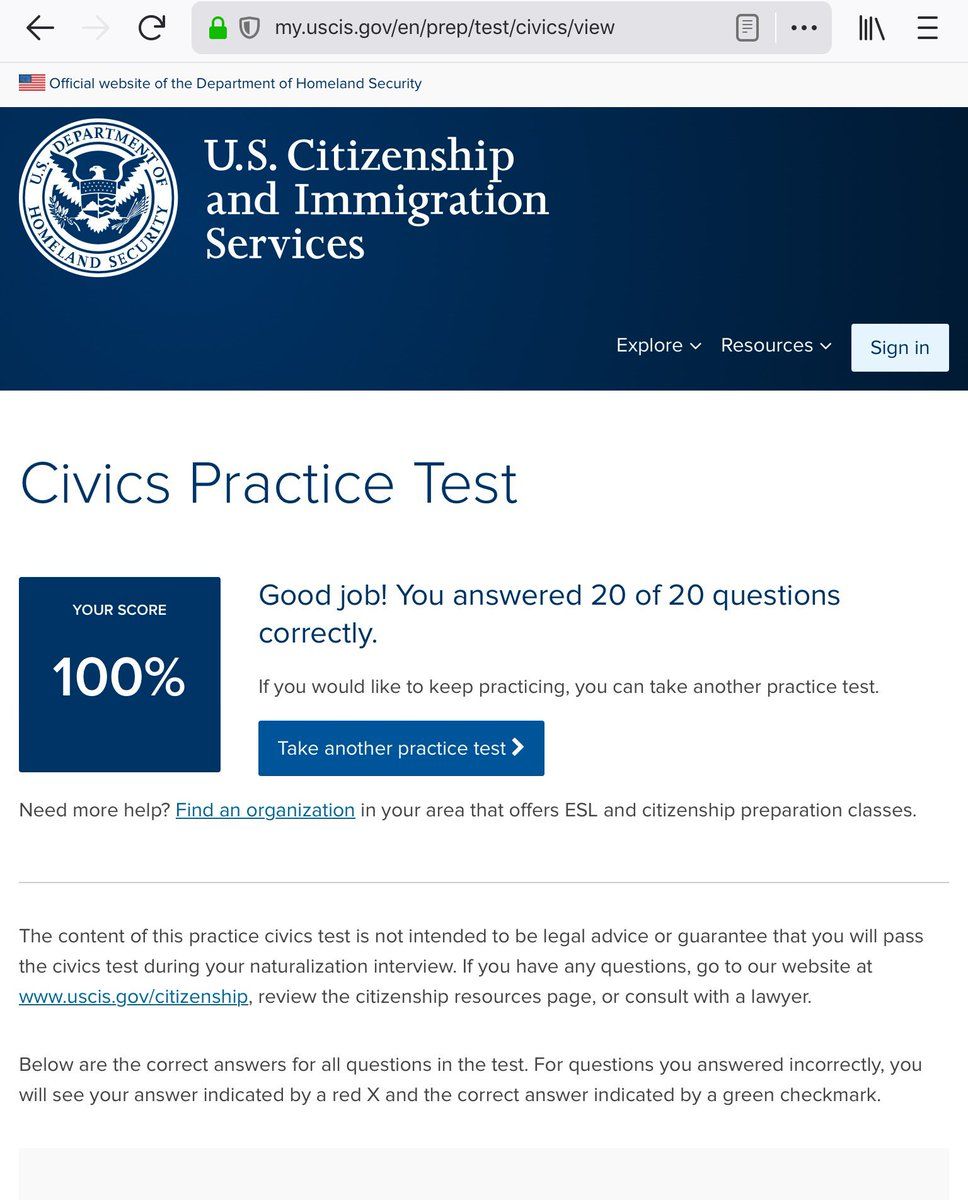 my.uscis.gov/en/prep/test/civics/view
Official website of the Department of Homeland Security
U.S. DEPARTMENT OF HOMELAND SECURITY
U.S. Citizenship
and Immigration
Services
Explore
Resources
Sign in
Civics Practice Test
YOUR SCORE
100%
Good job! You answered 20 of 20 questions
correctly.
If you would like to keep practicing, you can take another practice test.
Take another practice test
Need more help? Find an organization in your area that offers ESL and citizenship preparation classes.
The content of this practice civics test is not intended to be legal advice or guarantee that you will pass
the civics test during your naturalization interview. If you have any questions, go to our website at
www.uscis.gov/citizenship, review the citizenship resources page, or consult with a lawyer.
Below are the correct answers for all questions in the test. For questions you answered incorrectly, you
will see your answer indicated by a red X and the correct answer indicated by a green checkmark.